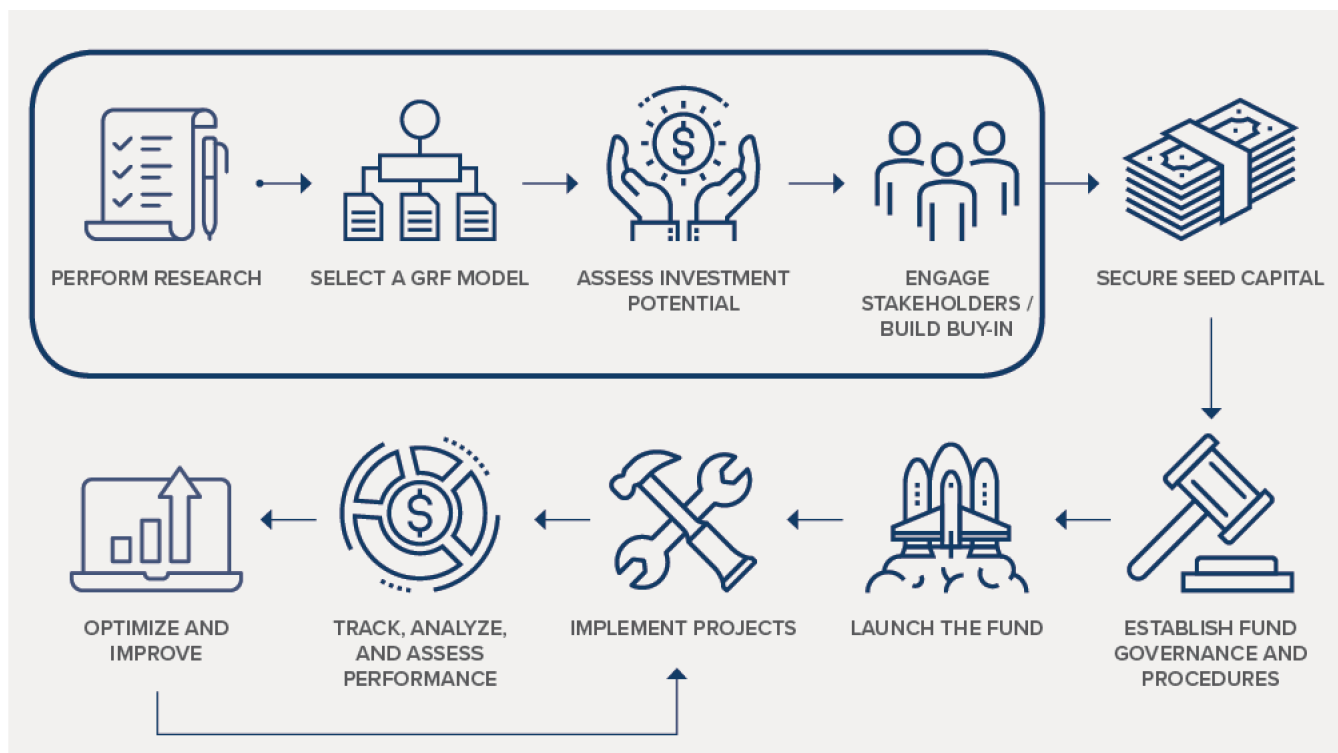 PERFORM RESEARCH
SELECT A GRF MODEL
ASSESS INVESTMENT
POTENTIAL
ENGAGE
STAKEHOLDERS /
BUILD BUY-IN
SECURE SEED CAPITAL
OPTIMIZE AND
IMPROVE
TRACK, ANALYZE,
AND ASSESS
PERFORMANCE
IMPLEMENT PROJECTS
LAUNCH THE FUND
ESTABLISH FUND
GOVERNANCE AND
PROCEDURES